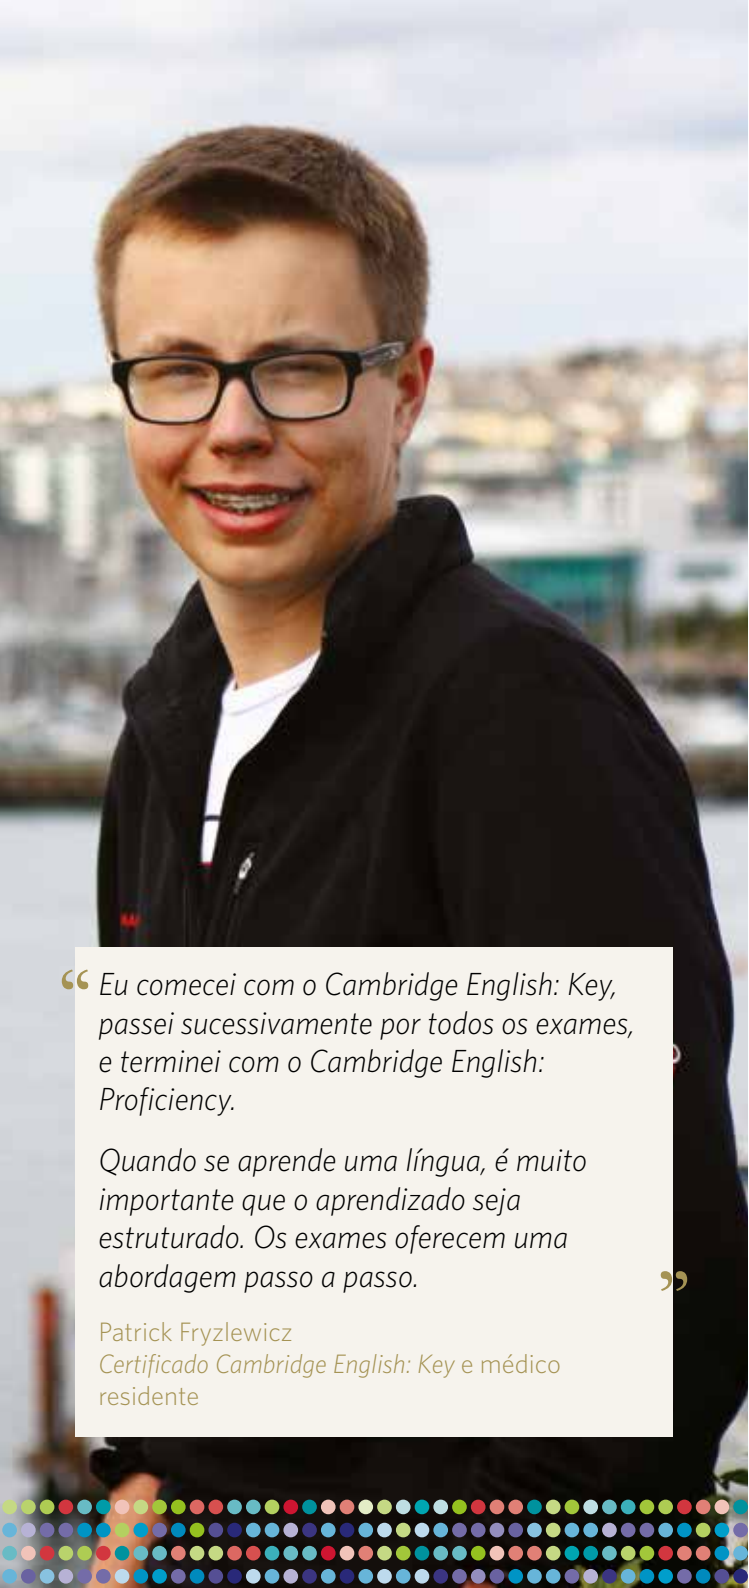 “Eu comecei com o Cambridge English: Key,
passei sucessivamente por todos os exames,
e terminei com o Cambridge English:
Proficiency.
Quando se aprende uma língua, é muito
importante que o aprendizado seja
estruturado. Os exames oferecem uma
abordagem passo a passo.”
Patrick Fryzlewicz
Certificado Cambridge English: Key e médico
residente